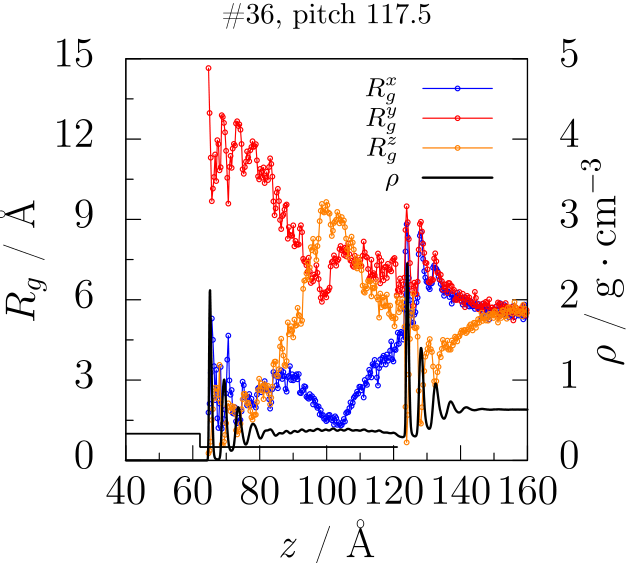 #36, pitch 117.5
15
12
9
6
3
0
R_g / Å
5
4
3
2
1
0
ρ / g · cm⁻³
R_g^x
R_g^y
R_g^z
ρ
40 60 80 100 120 140 160
z / Å